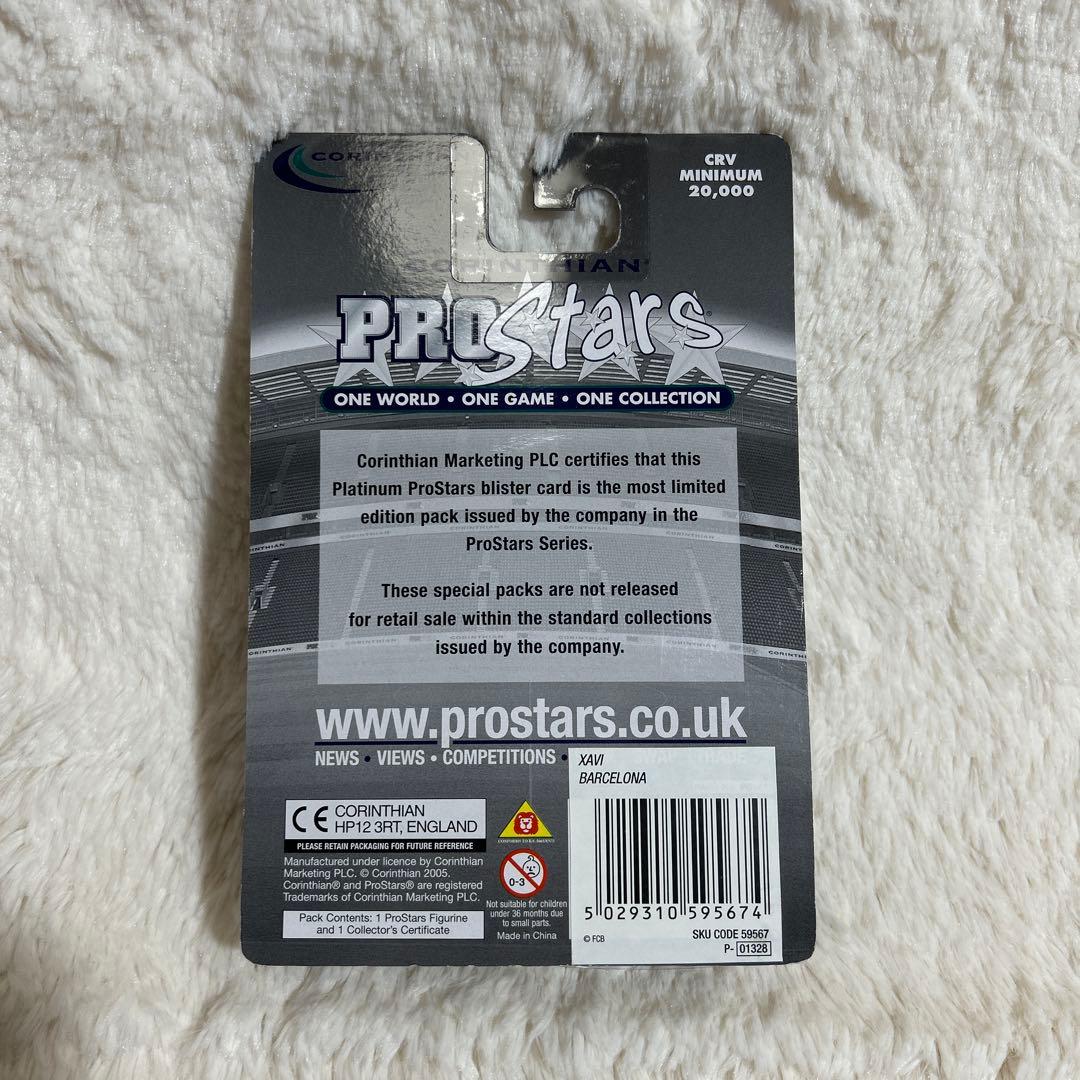 CORINTHIAN
CRV
MINIMUM
20,000
CORINTHIAN
PROStars®
ONE WORLD • ONE GAME • ONE COLLECTION
Corinthian Marketing PLC certifies that this
Platinum ProStars blister card is the most limited
edition pack issued by the company in the
ProStars Series.
These special packs are not released
for retail sale within the standard collections
issued by the company.
www.prostars.co.uk
NEWS • VIEWS • COMPETITIONS •
XAVI
BARCELONA
CE CORINTHIAN
HP12 3RT, ENGLAND
PLEASE RETAIN PACKAGING FOR FUTURE REFERENCE
Manufactured under licence by Corinthian
Marketing PLC. © Corinthian 2005.
Corinthian® and ProStars® are registered
Trademarks of Corinthian Marketing PLC.
Pack Contents: 1 ProStars Figurine
and 1 Collector's Certificate
0-3
Not suitable for children
under 36 months due
to small parts.
Made in China
5 029310 595674
© FCB
SKU CODE 59567
P- 01328